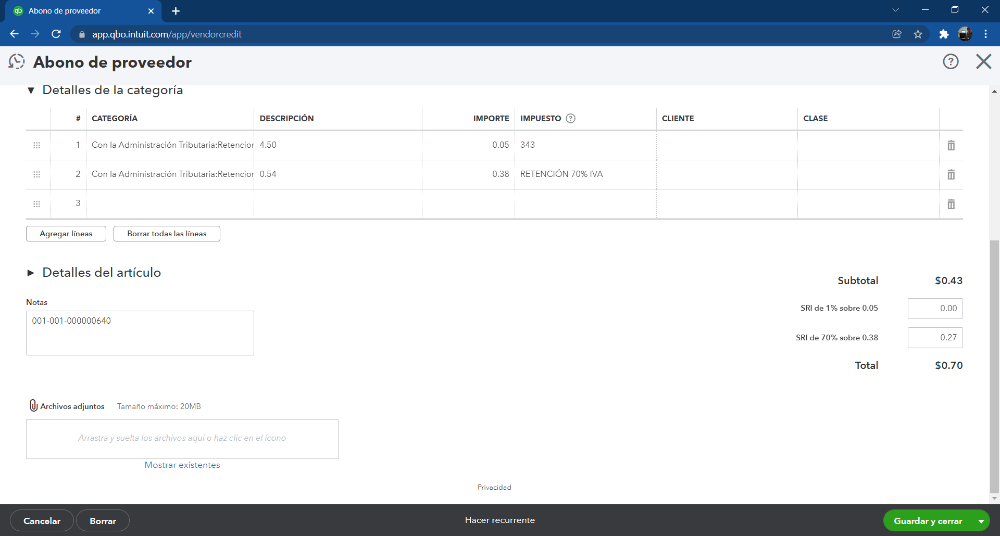 Abono de proveedor
app.qbo.intuit.com/app/vendorcredit
Abono de proveedor
Detalles de la categoría
# CATEGORÍA DESCRIPCIÓN IMPORTE IMPUESTO CLIENTE CLASE
1 Con la Administración Tributaria:Retencion 4.50 0.05 343
2 Con la Administración Tributaria:Retencion 0.54 0.38 RETENCIÓN 70% IVA
3
Agregar líneas Borrar todas las líneas
Detalles del artículo
Subtotal $0.43
Notas
SRI de 1% sobre 0.05 0.00
001-001-000000640
SRI de 70% sobre 0.38 0.27
Total $0.70
Archivos adjuntos Tamaño máximo: 20MB
Arrastra y suelta los archivos aquí o haz clic en el ícono
Mostrar existentes
Privacidad
Cancelar Borrar Hacer recurrente Guardar y cerrar